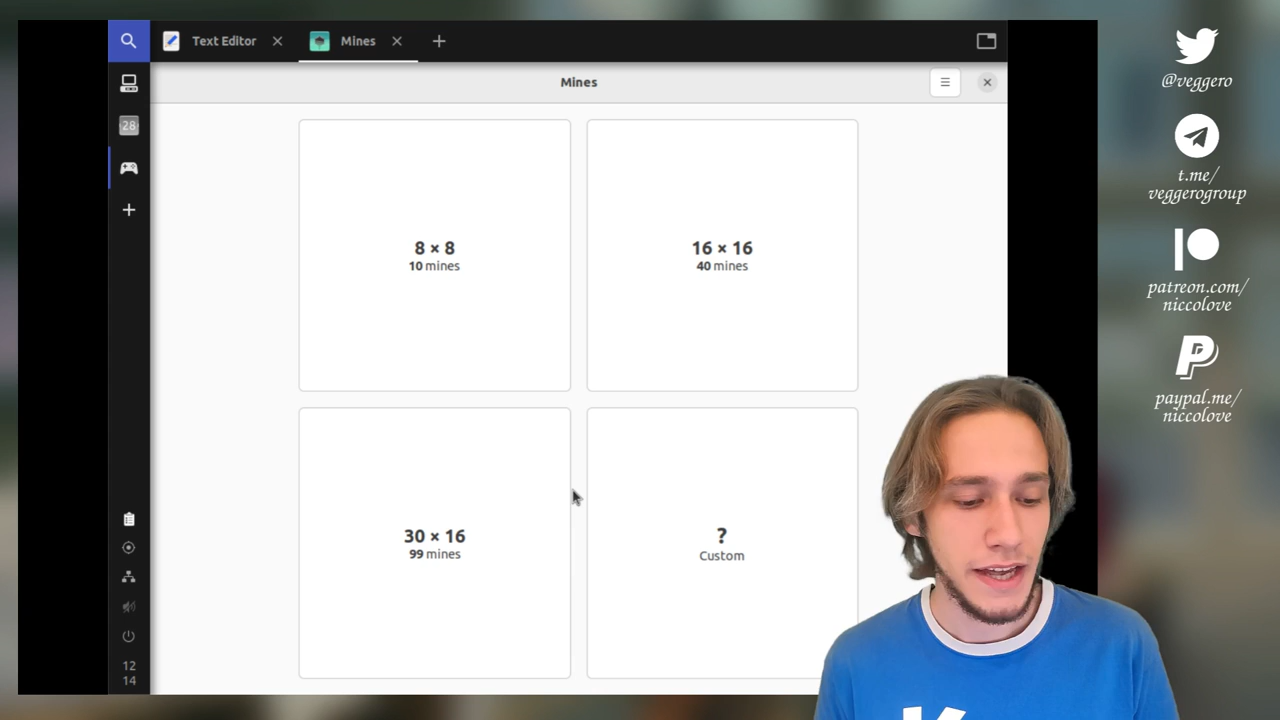 Text Editor
Mines
Mines
28
8 × 8
10 mines
16 × 16
40 mines
30 × 16
99 mines
?
Custom
12
14
@veggero
t.me/
veggerogroup
patreon.com/
niccolove
paypal.me/
niccolove